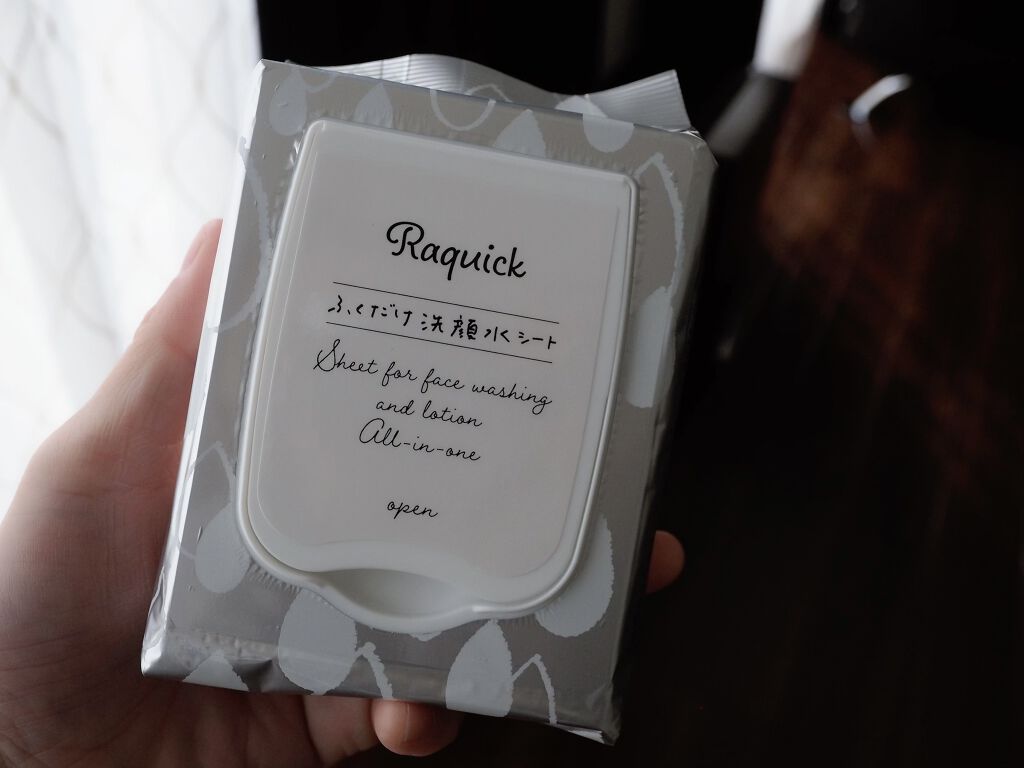 Raquick
ふくだけ洗顔水シート
Sheet for face washing
and lotion
All-in-one
open